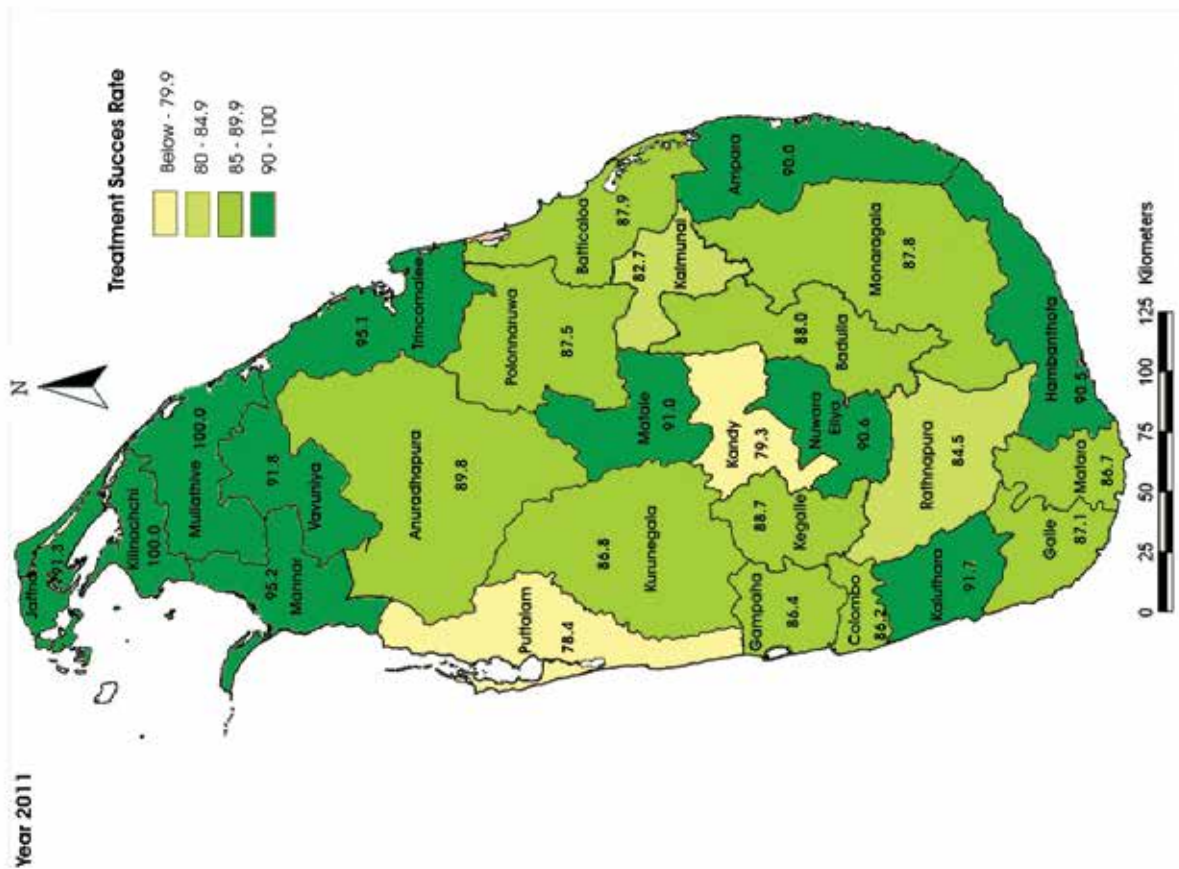 Year 2011
N
Treatment Succes Rate
Below - 79.9
80 - 84.9
85 - 89.9
90 - 100
Jaffna
91.3
Kilinochchi
100.0
Mullathive
100.0
Mannar
95.2
Vavuniya
91.8
Trincomalee
95.1
Anuradhapura
89.8
Puttalam
78.4
Polonnaruwa
87.5
Batticaloa
87.9
Kurunegala
86.8
Matale
91.0
82.7
Kalmunai
Ampara
90.0
Kandy
79.3
Kegalle
88.7
Gampaha
86.4
Badulla
88.0
Nuwara
Eliya
90.6
Monaragala
87.8
Colombo
86.2
Rathnapura
84.5
Kaluthara
91.7
Hambanthota
90.5
Galle
87.1
Matara
86.7
0 25 50 75 100 125
Kilometers